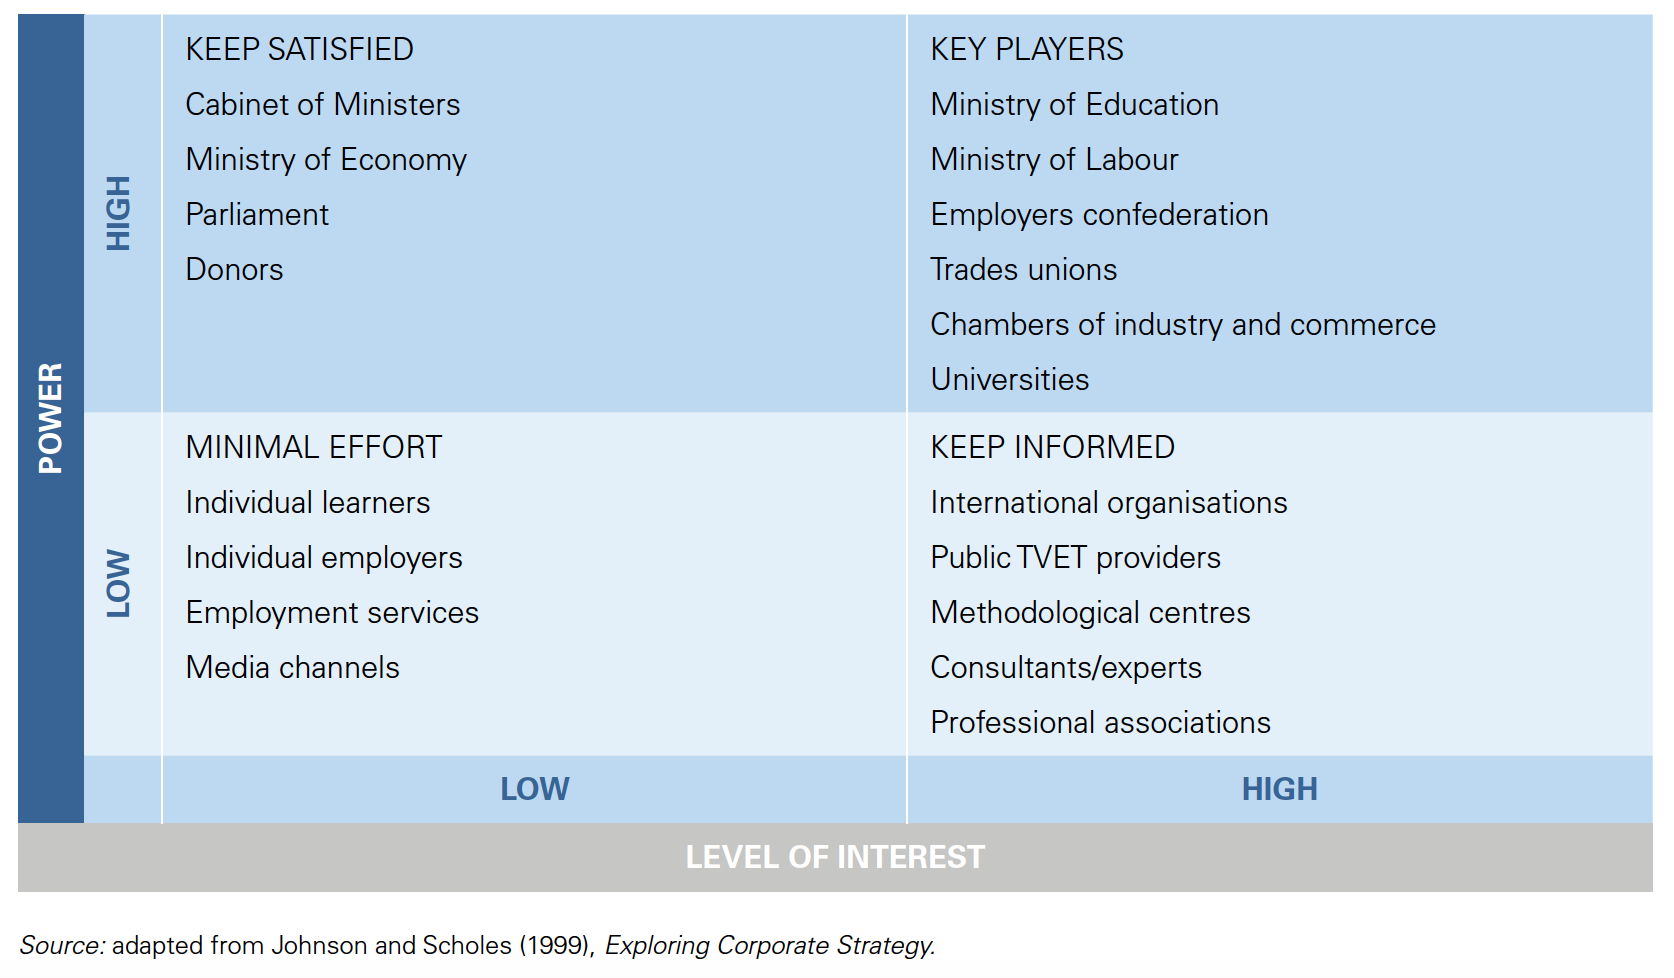 POWER
HIGH
KEEP SATISFIED
Cabinet of Ministers
Ministry of Economy
Parliament
Donors
KEY PLAYERS
Ministry of Education
Ministry of Labour
Employers confederation
Trades unions
Chambers of industry and commerce
Universities
LOW
MINIMAL EFFORT
Individual learners
Individual employers
Employment services
Media channels
KEEP INFORMED
International organisations
Public TVET providers
Methodological centres
Consultants/experts
Professional associations
LOW
HIGH
LEVEL OF INTEREST
Source: adapted from Johnson and Scholes (1999), Exploring Corporate Strategy.